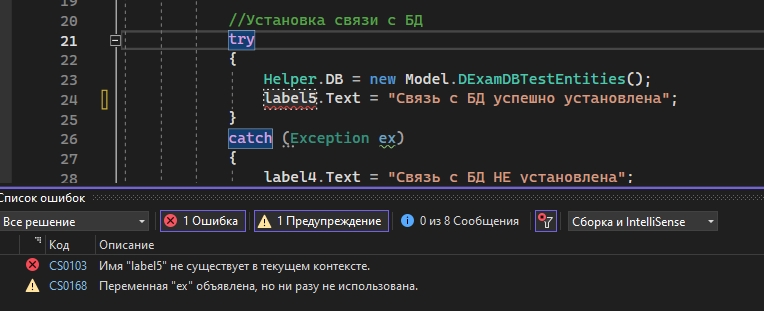 19
20 //Установка связи с БД
21 try
22 {
23 Helper.DB = new Model.DExamDBTestEntities();
24 label5.Text = "Связь с БД успешно установлена";
25 }
26 catch (Exception ex)
27 {
28 label4.Text = "Связь с БД НЕ установлена";
Список ошибок
Все решение 1 Ошибка 1 Предупреждение 0 из 8 Сообщения Сборка и IntelliSense
Код Описание
CS0103 Имя "label5" не существует в текущем контексте.
CS0168 Переменная "ex" объявлена, но ни разу не использована.